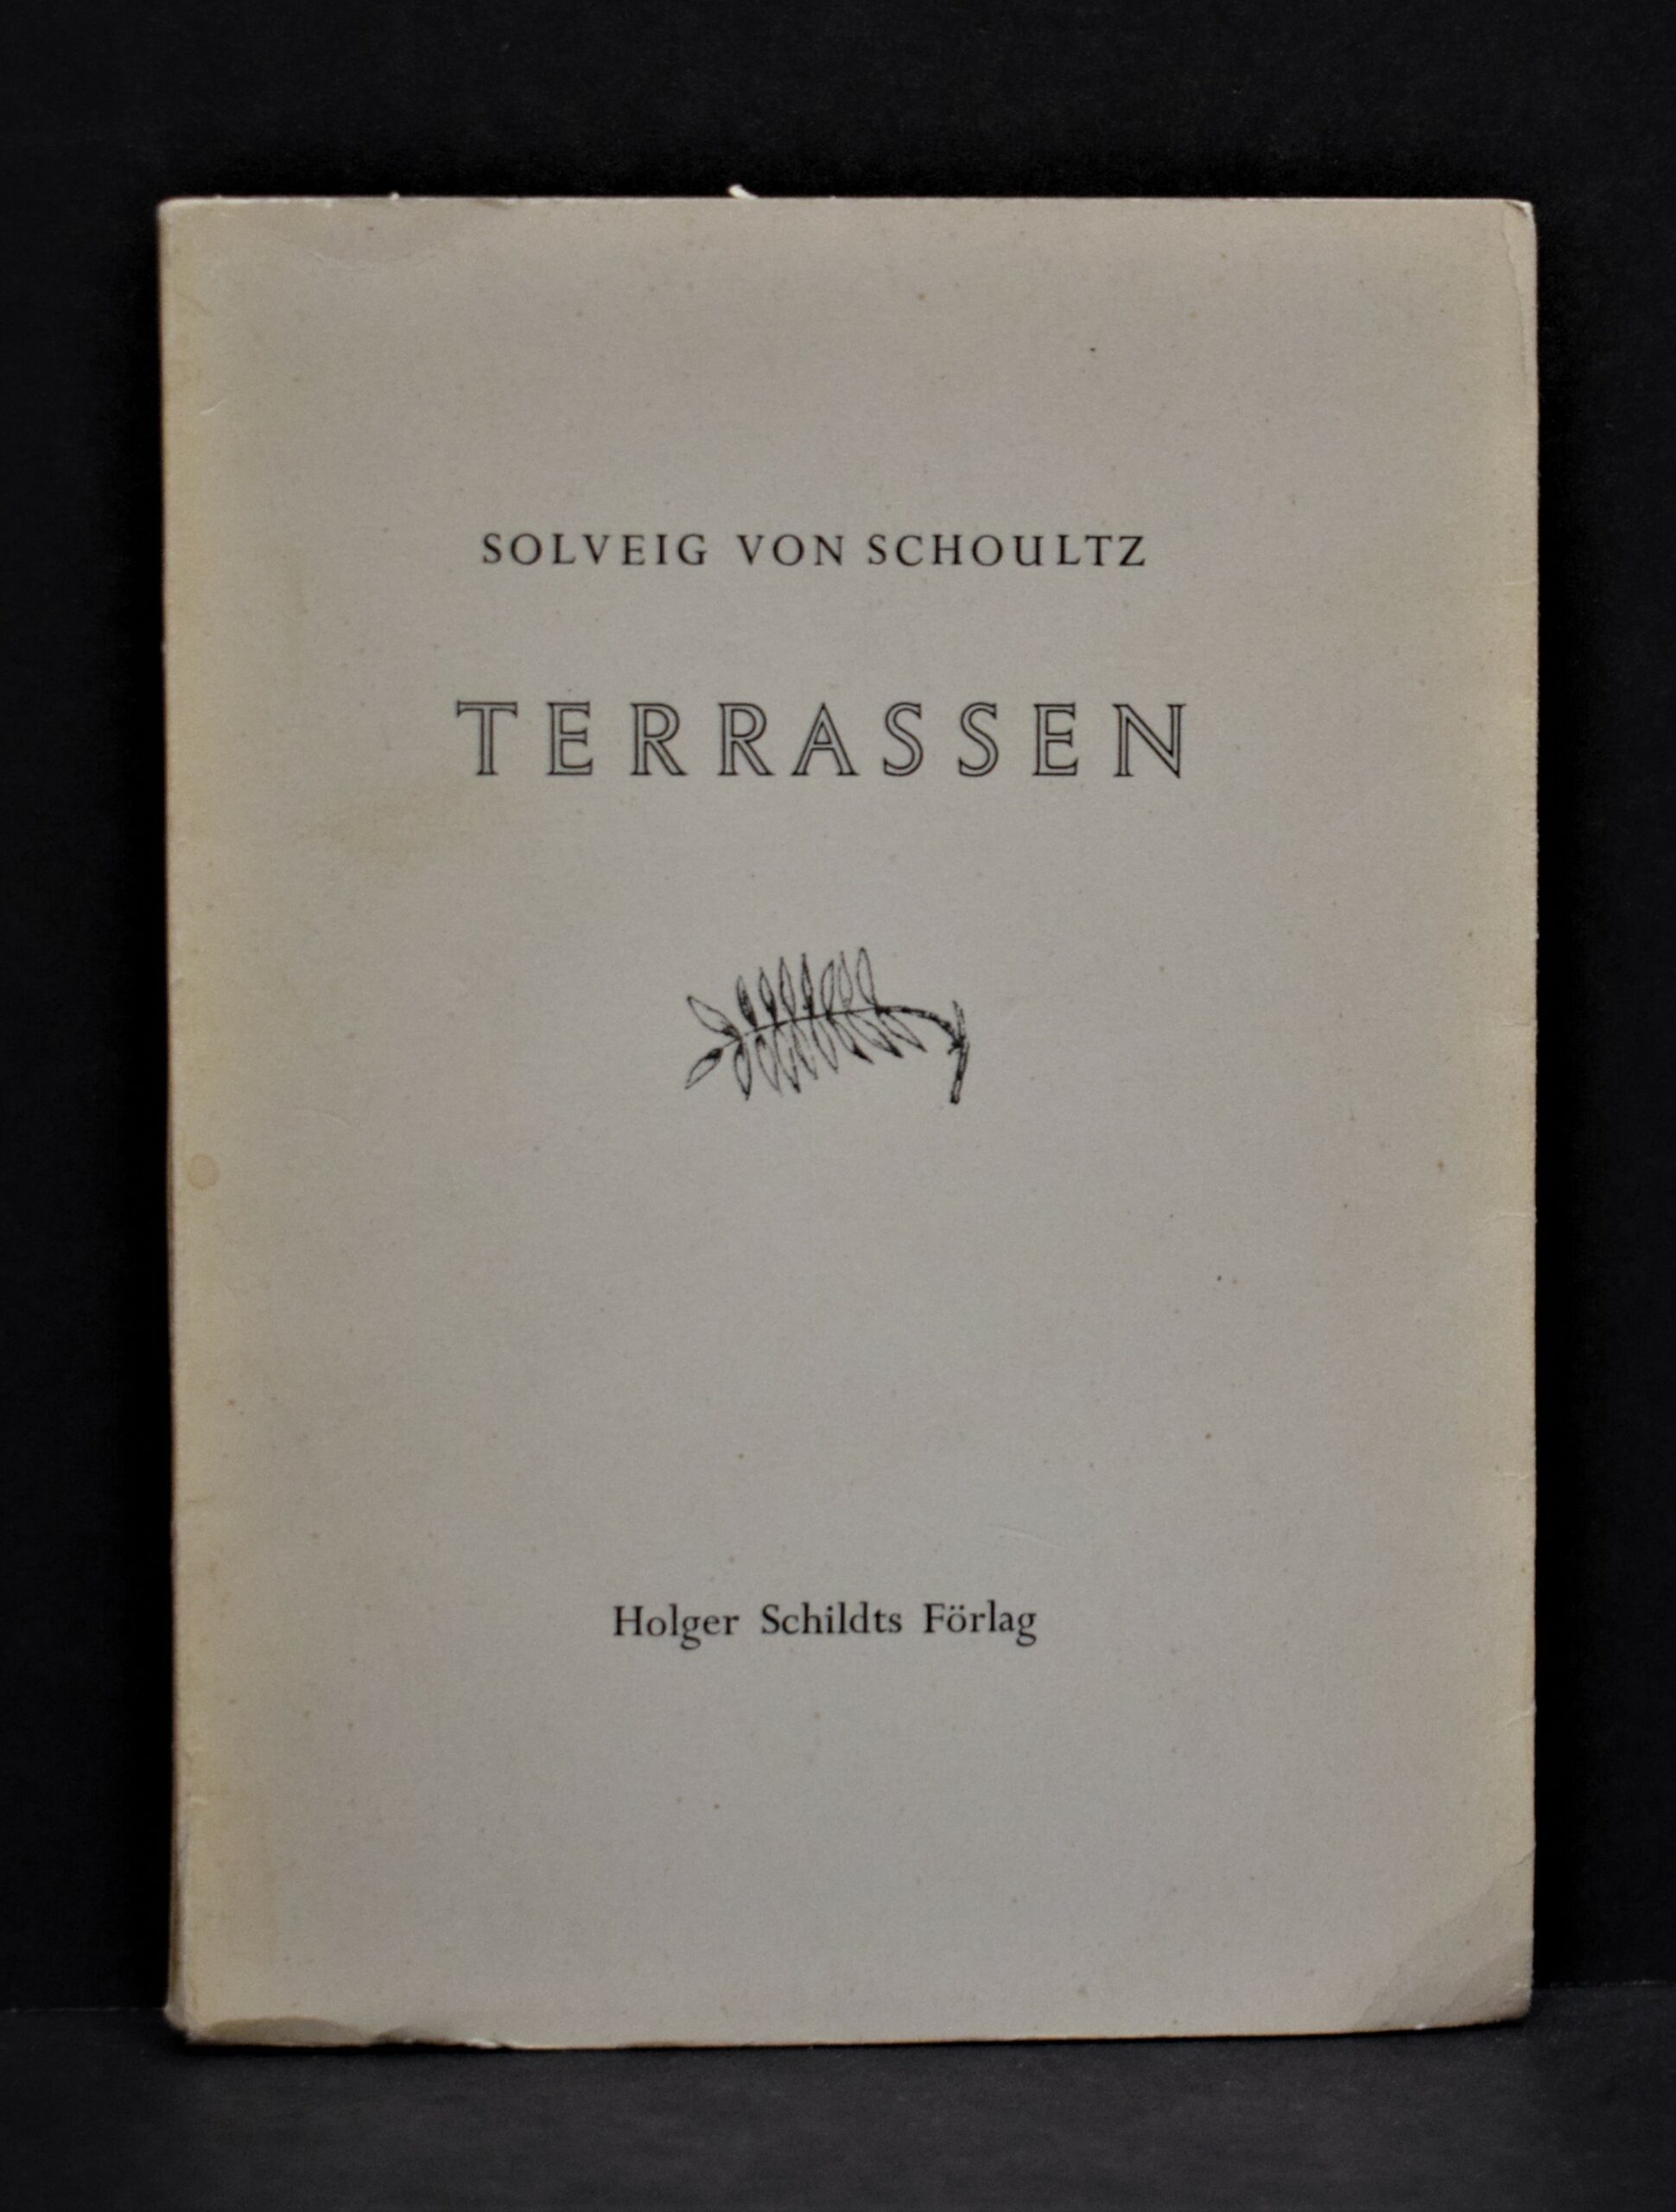 SOLVEIG VON SCHOULTZ
TERRASSEN
Holger Schildts Förlag